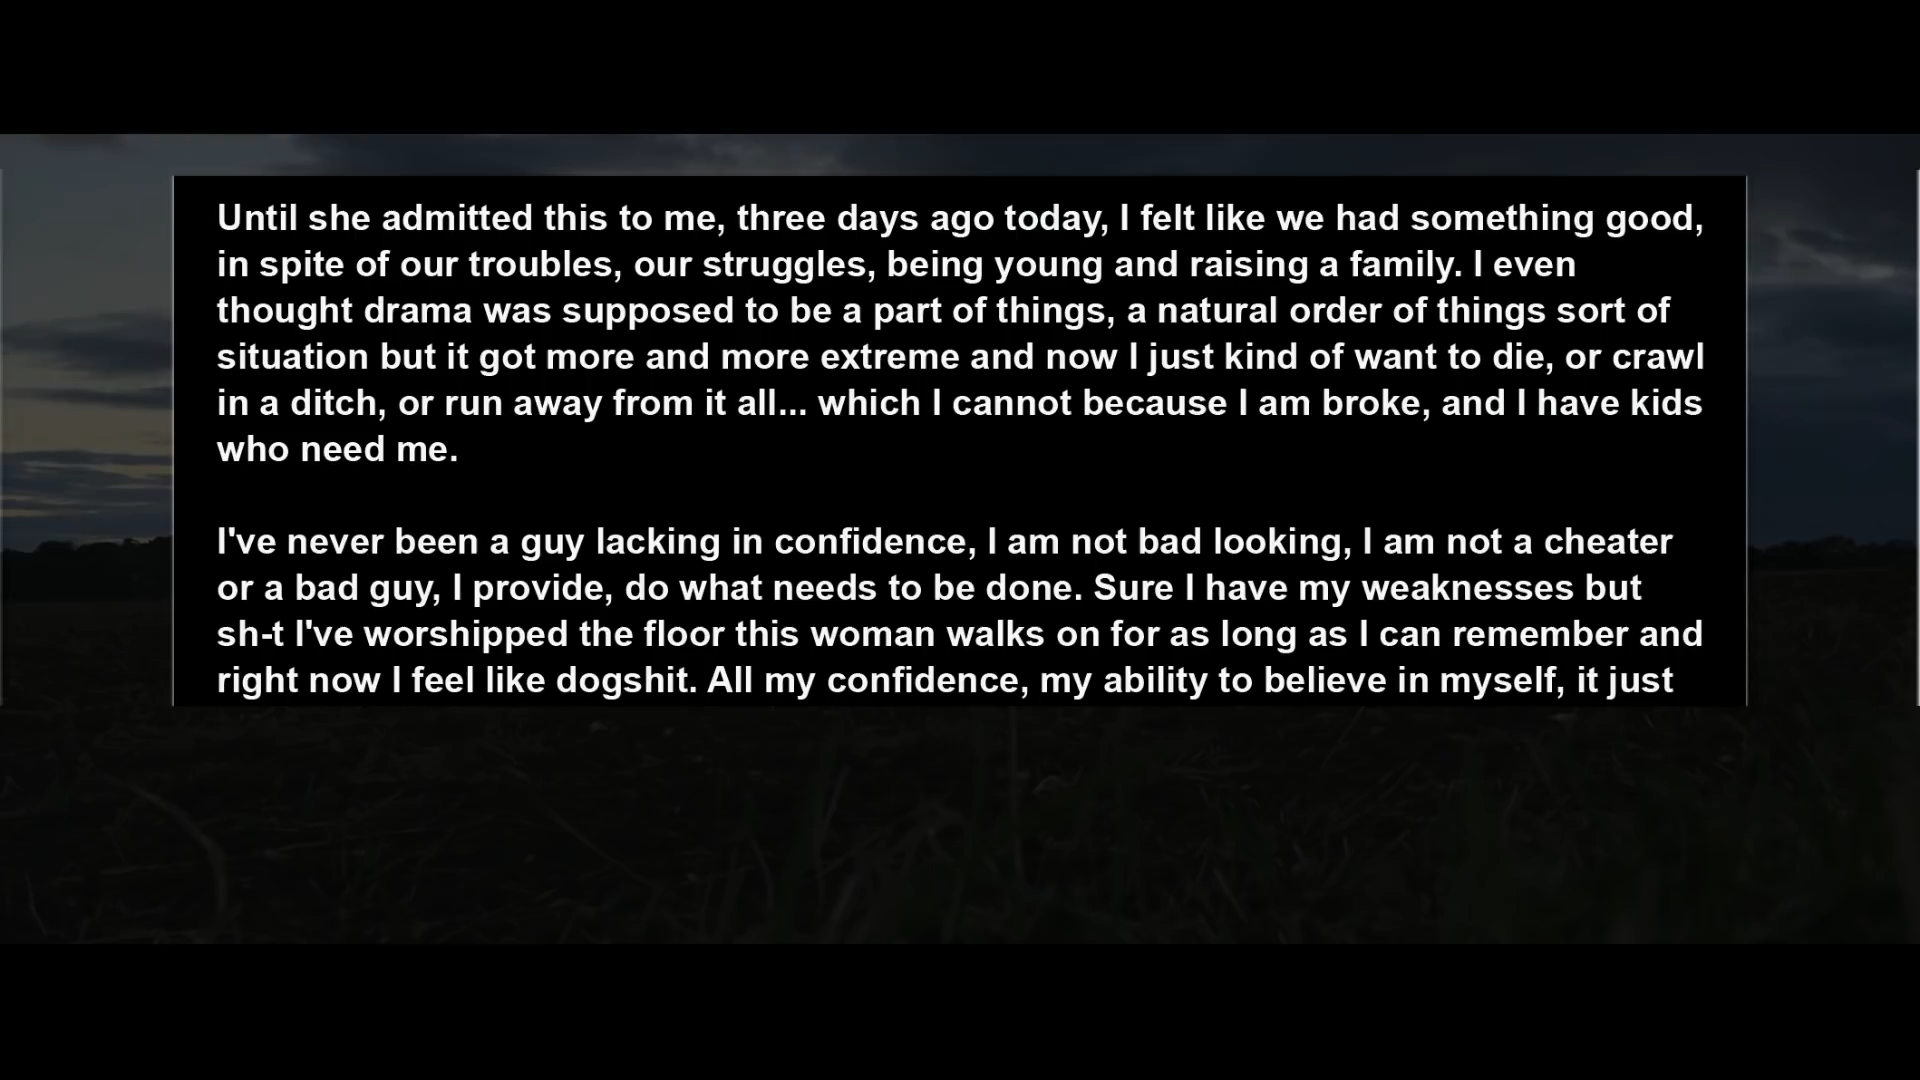 Until she admitted this to me, three days ago today, I felt like we had something good,
in spite of our troubles, our struggles, being young and raising a family. I even
thought drama was supposed to be a part of things, a natural order of things sort of
situation but it got more and more extreme and now I just kind of want to die, or crawl
in a ditch, or run away from it all... which I cannot because I am broke, and I have kids
who need me.
I've never been a guy lacking in confidence, I am not bad looking, I am not a cheater
or a bad guy, I provide, do what needs to be done. Sure I have my weaknesses but
sh-t I've worshipped the floor this woman walks on for as long as I can remember and
right now I feel like dogshit. All my confidence, my ability to believe in myself, it just